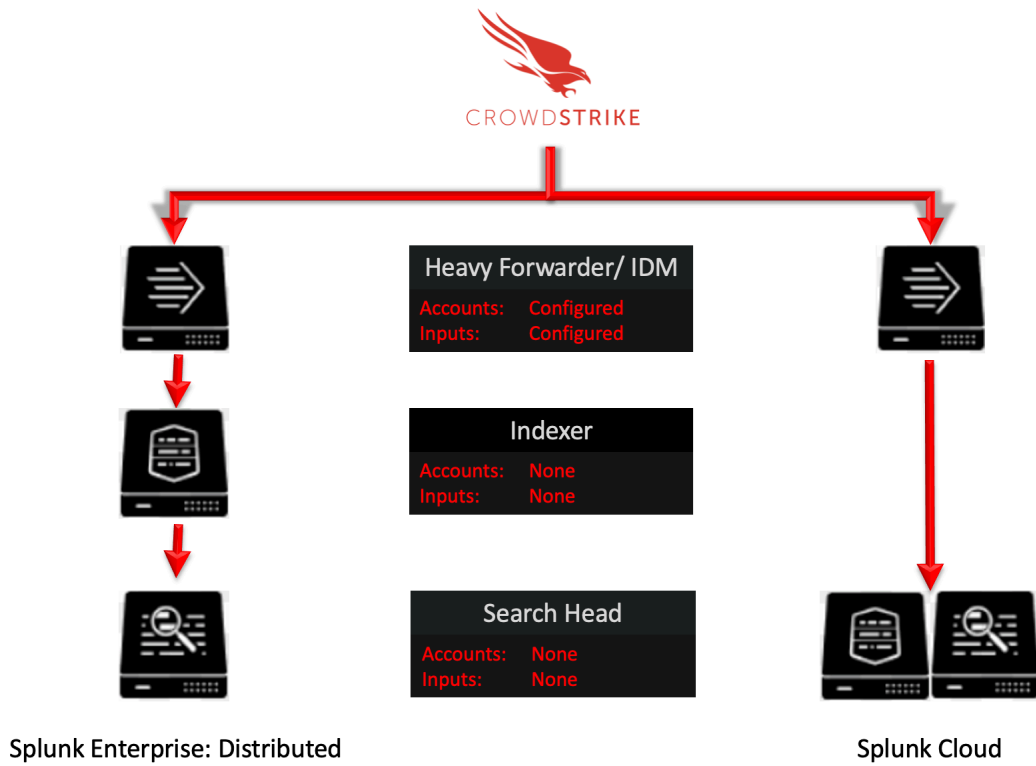 CROWDSTRIKE
Heavy Forwarder/ IDM
Accounts: Configured
Inputs: Configured
Indexer
Accounts: None
Inputs: None
Search Head
Accounts: None
Inputs: None
Splunk Enterprise: Distributed
Splunk Cloud